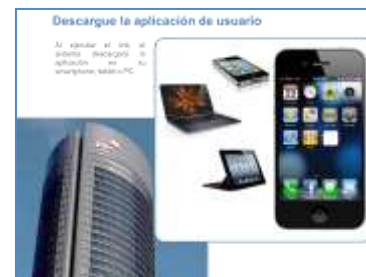 Descargue la aplicación de usuario
Al ejecutar el link, el
sistema descargará la
aplicación en su
smartphone, tablet o PC.